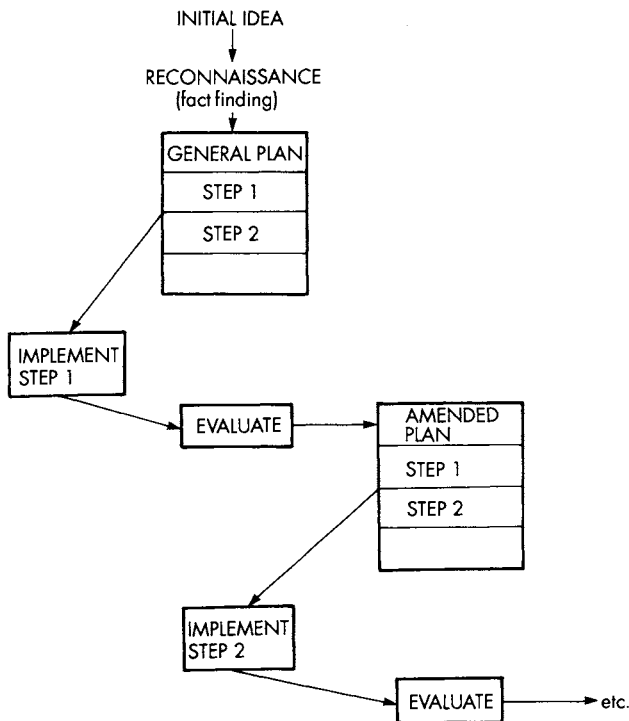 INITIAL IDEA
RECONNAISSANCE
(fact finding)
GENERAL PLAN
STEP 1
STEP 2
IMPLEMENT
STEP 1
EVALUATE
AMENDED
PLAN
STEP 1
STEP 2
IMPLEMENT
STEP 2
EVALUATE
etc.